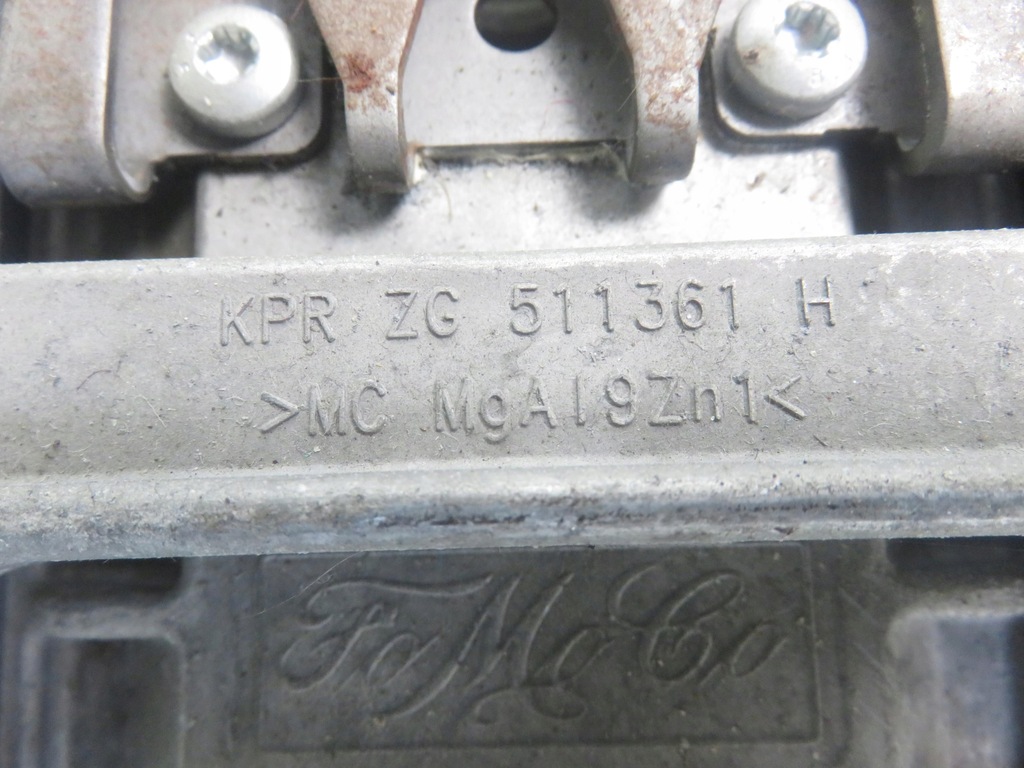 KPR ZG 511361 H
>MC MgAl9Zn1<
FoMoCo